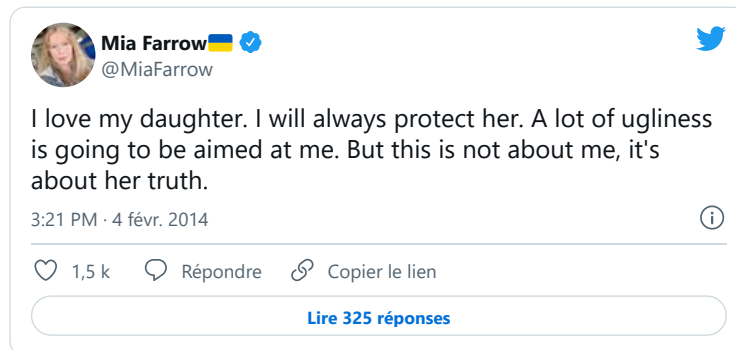 Mia Farrow🇺🇦
@MiaFarrow
I love my daughter. I will always protect her. A lot of ugliness
is going to be aimed at me. But this is not about me, it's
about her truth.
3:21 PM · 4 févr. 2014
1,5 k Répondre Copier le lien
Lire 325 réponses